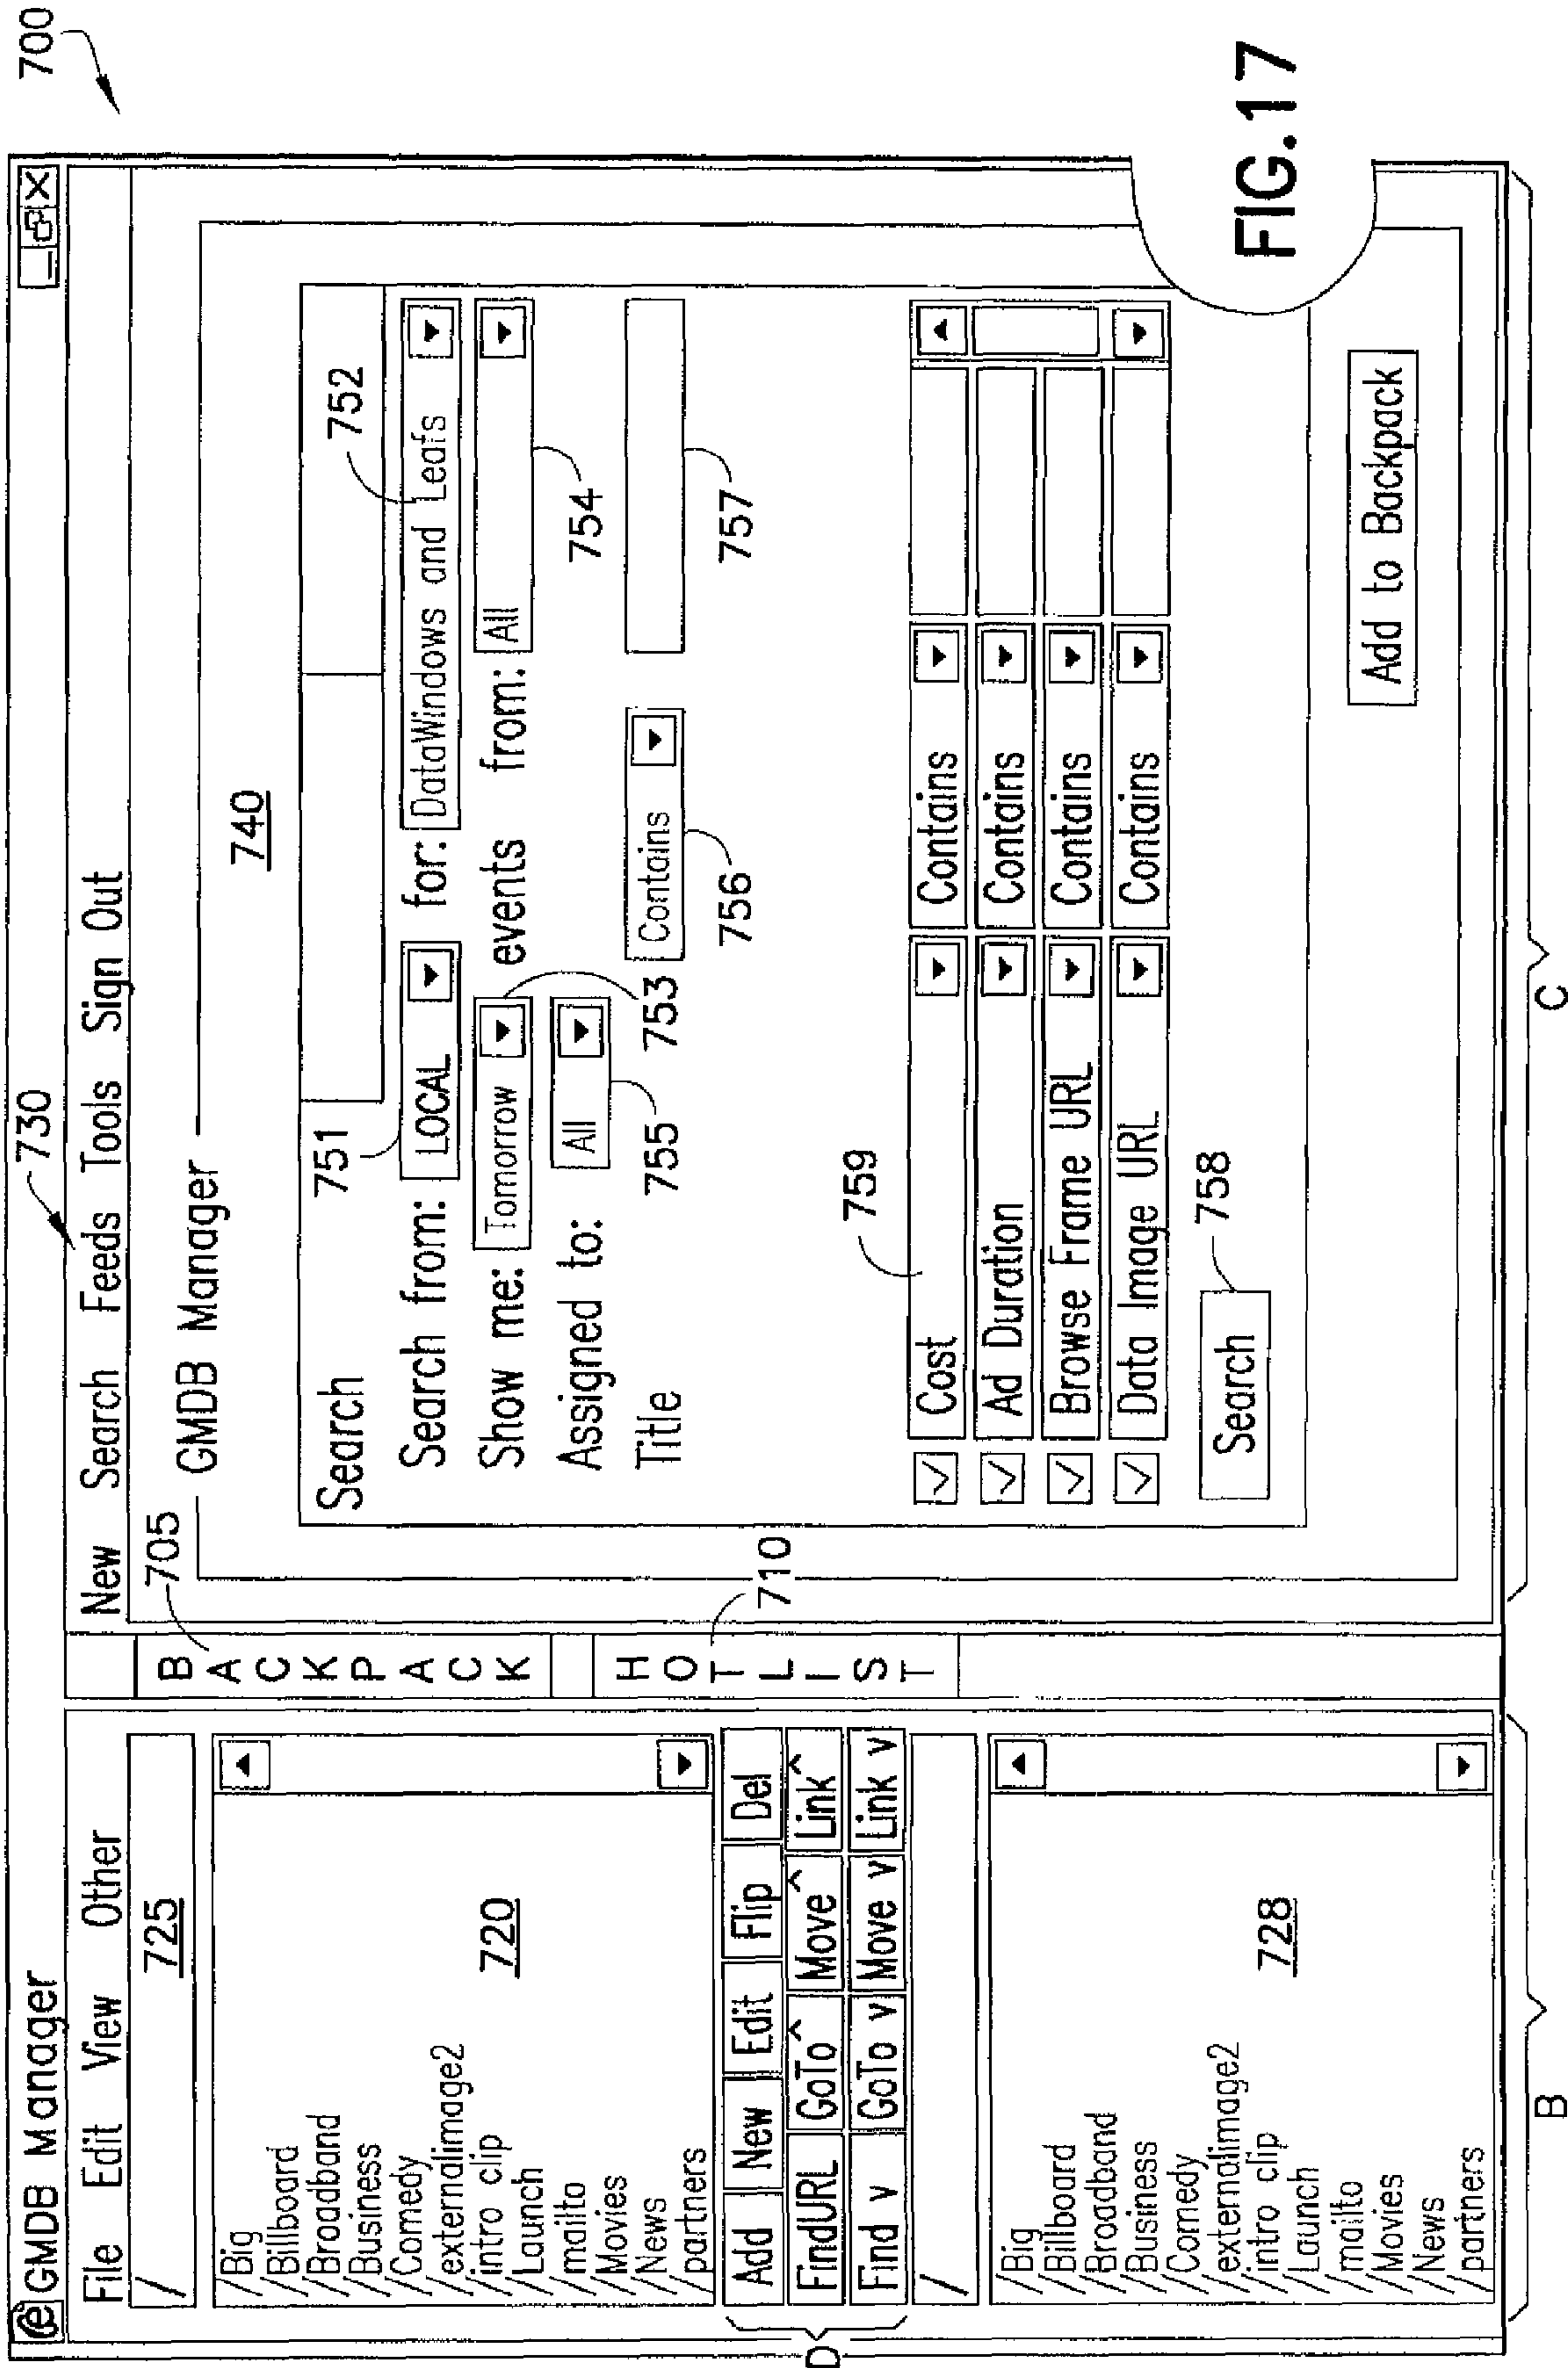 700
GMDB Manager
File Edit View Other
725
/
/Big
/Billboard
/Broadband
/Business
/Comedy
/externalimage2
/intro clip
/Launch
/mailto
/Movies
/News
/partners
720
Add New Edit Flip Del
FindURL GoTo^ Move^ Link^
Find v GoTo v Move v Link v
D
/
/Big
/Billboard
/Broadband
/Business
/Comedy
/externalimage2
/intro clip
/Launch
/mailto
/Movies
/News
/partners
728
B
BACKPACK
705
HOTLIST
710
730
New Search Feeds Tools Sign Out
GMDB Manager
740
Search
751
752
Search from: LOCAL for: DataWindows and Leafs
Show me: Tomorrow events from: All
753
754
Assigned to: All
755
Title Contains
756
757
759
Cost Contains
Ad Duration Contains
Browse Frame URL Contains
Data Image URL Contains
Search
758
Add to Backpack
C
FIG.17